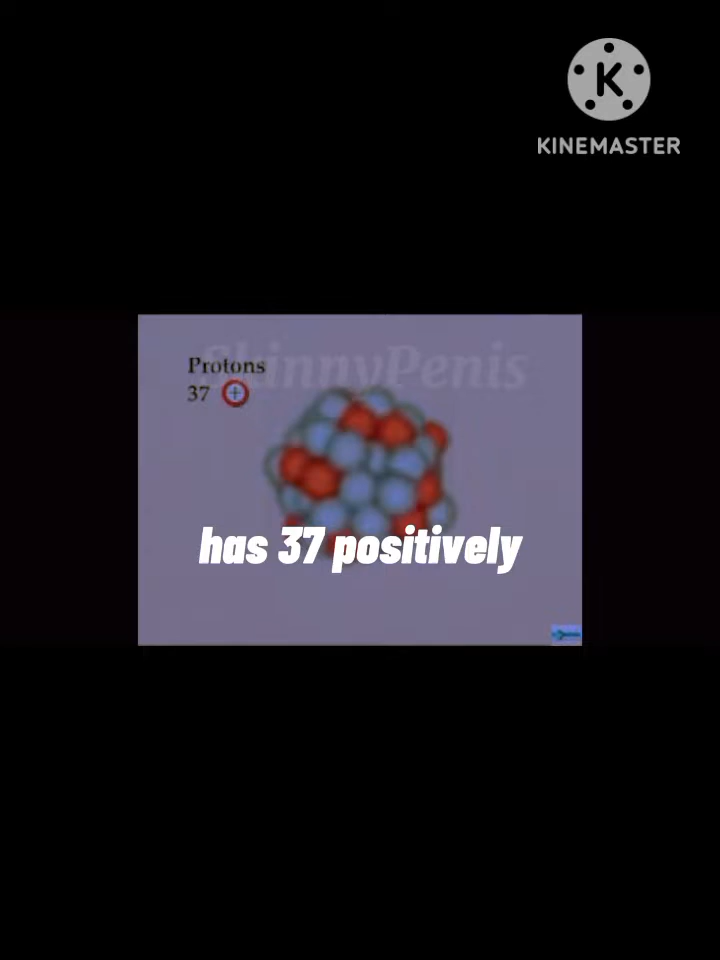 KINEMASTER
SkinnyPenis
Protons
37 +
has 37 positively